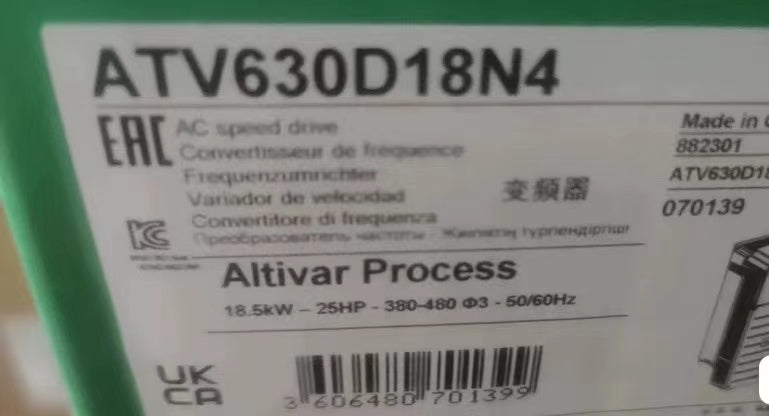 ATV630D18N4
EAC
AC speed drive
Convertisseur de fréquence
Frequenzumrichter
Variador de velocidad
变频器
Convertitore di frequenza
Преобразователь частоты - Жиіліктің түрлендіргіші
Made in
882301
ATV630D18
070139
Altivar Process
18.5kW – 25HP - 380-480 Φ3 - 50/60Hz
UK
CA
3 606480 701399